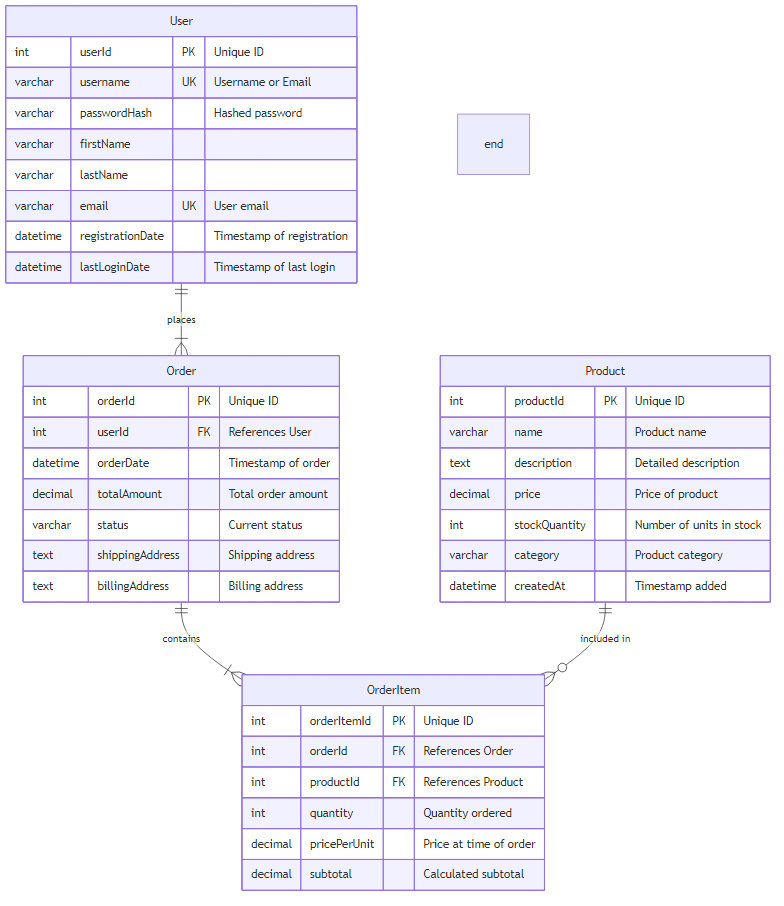 User
int userId PK Unique ID
varchar username UK Username or Email
varchar passwordHash Hashed password
varchar firstName
varchar lastName
varchar email UK User email
datetime registrationDate Timestamp of registration
datetime lastLoginDate Timestamp of last login
end
places
Order
int orderId PK Unique ID
int userId FK References User
datetime orderDate Timestamp of order
decimal totalAmount Total order amount
varchar status Current status
text shippingAddress Shipping address
text billingAddress Billing address
Product
int productId PK Unique ID
varchar name Product name
text description Detailed description
decimal price Price of product
int stockQuantity Number of units in stock
varchar category Product category
datetime createdAt Timestamp added
contains
included in
OrderItem
int orderItemId PK Unique ID
int orderId FK References Order
int productId FK References Product
int quantity Quantity ordered
decimal pricePerUnit Price at time of order
decimal subtotal Calculated subtotal